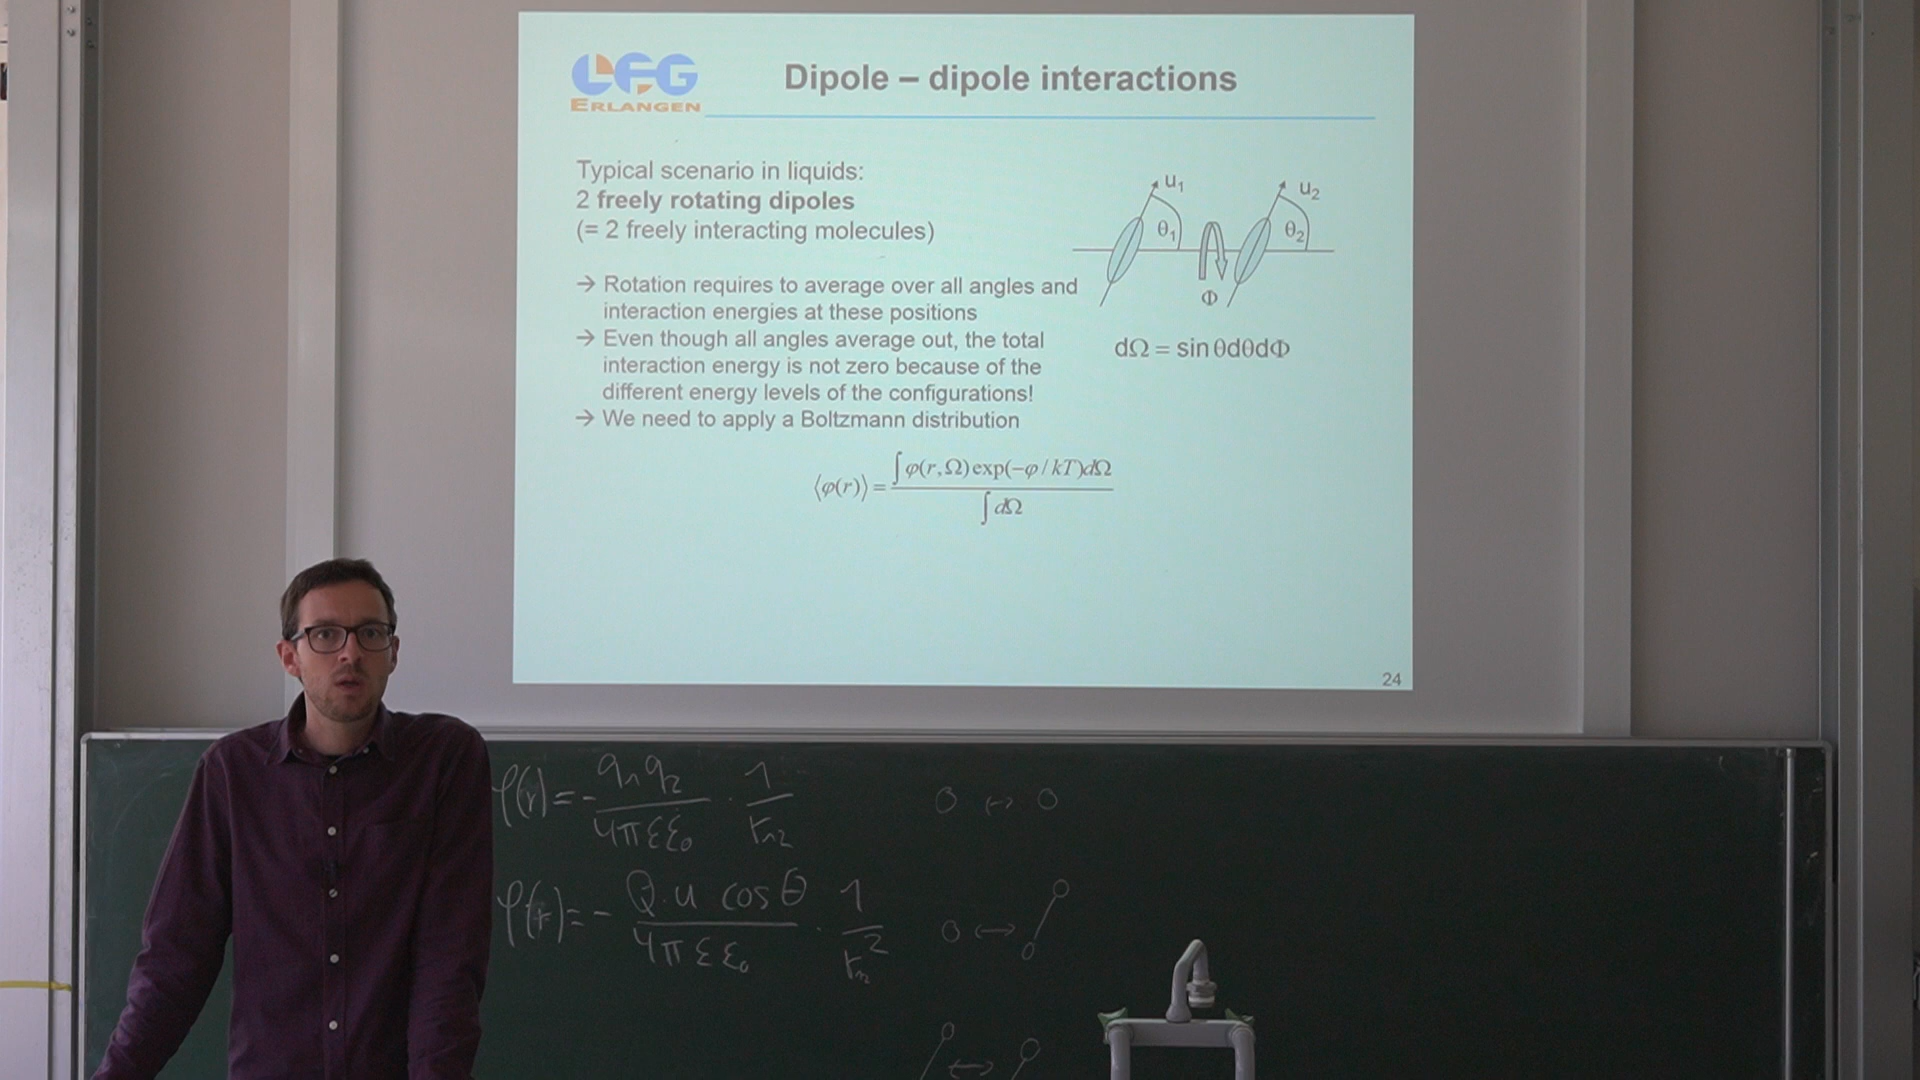 LFG
ERLANGEN
Dipole – dipole interactions
Typical scenario in liquids:
2 freely rotating dipoles
(= 2 freely interacting molecules)
→ Rotation requires to average over all angles and
interaction energies at these positions
→ Even though all angles average out, the total
interaction energy is not zero because of the
different energy levels of the configurations!
→ We need to apply a Boltzmann distribution
u₁ u₂
θ₁ θ₂
Φ
dΩ = sin θdθdΦ
⟨φ(r)⟩ = ∫φ(r,Ω)exp(−φ/kT)dΩ / ∫dΩ
24
φ(r) = - q₁q₂ / 4πεε₀ · 1 / r₁₂
φ(r) = - Q·u cos θ / 4πεε₀ · 1 / r₁₂²